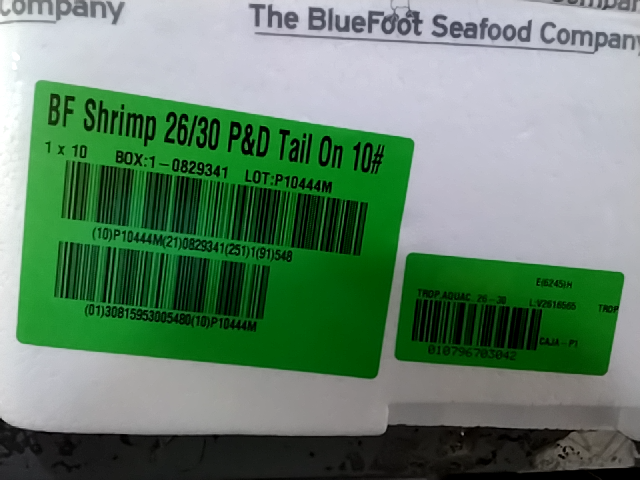 Company
The BlueFoot Seafood Company
BF Shrimp 26/30 P&D Tail On 10#
1 x 10 BOX:1-0829341 LOT:P10444M
(10)P10444M(21)0829341(251)1(91)548
(01)30815953005480(10)P10444M
E(6245)H
TROP.AQUAC. 26-30 L:V2616565 TROP
CAJA-P1
010796703042